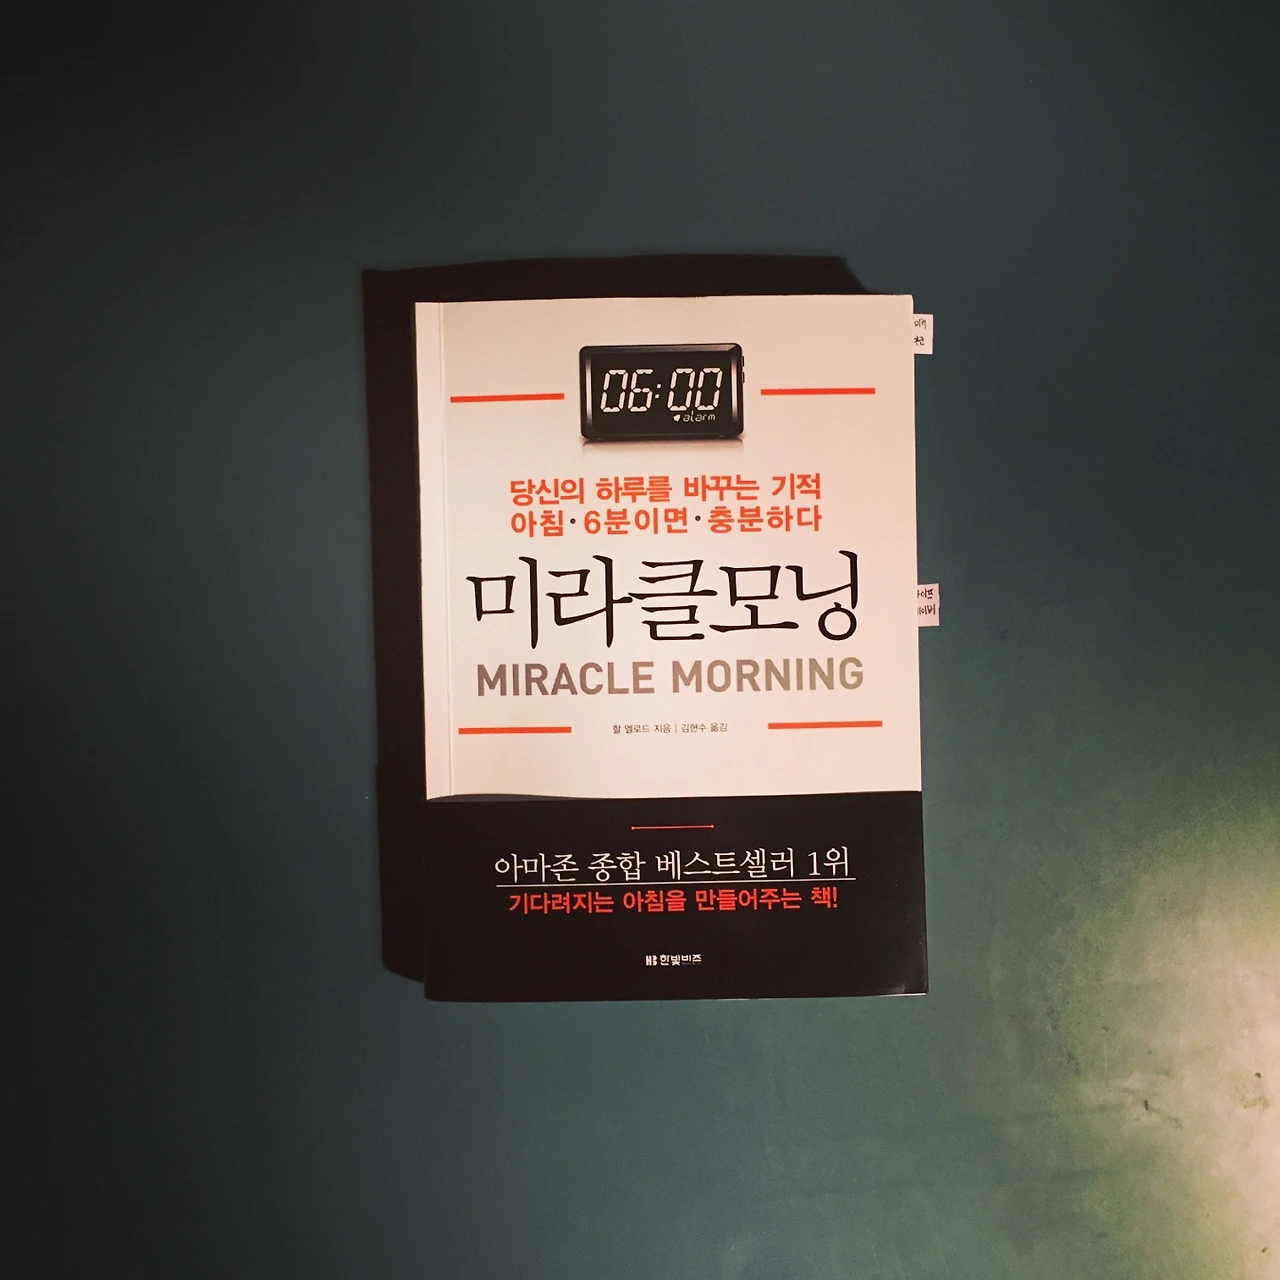 06:00
alarm
당신의 하루를 바꾸는 기적
아침·6분이면·충분하다
미라클모닝
MIRACLE MORNING
할 엘로드 지음 | 김현수 옮김
아마존 종합 베스트셀러 1위
기다려지는 아침을 만들어주는 책!
HB 한빛비즈